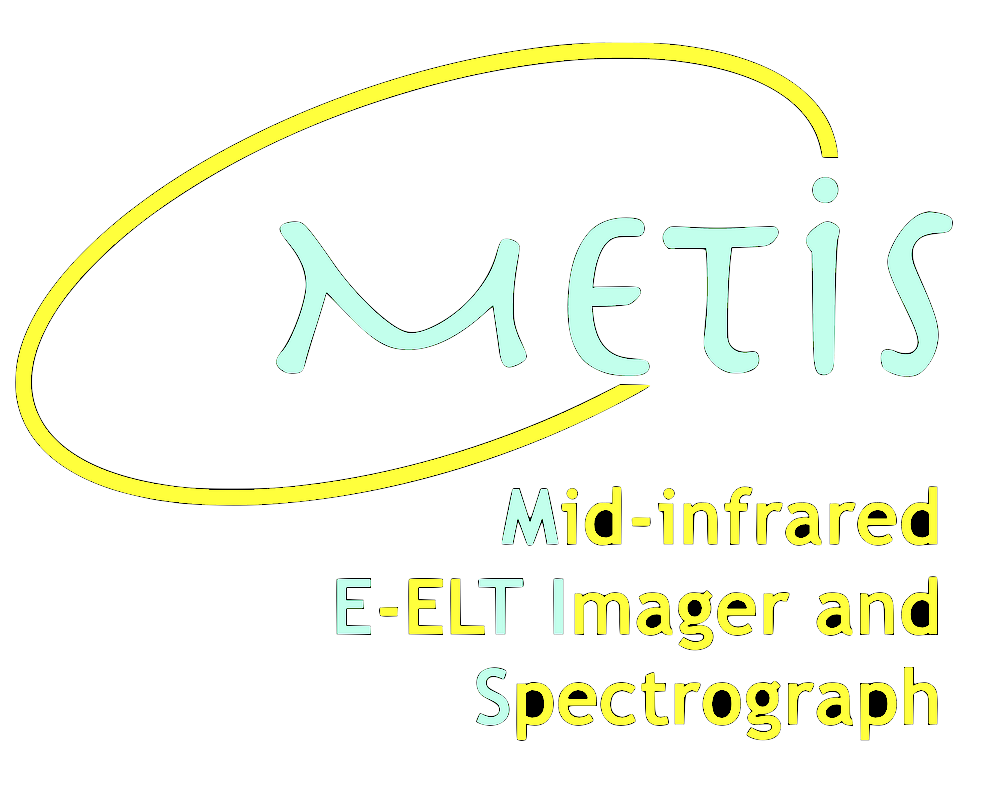 METiS
Mid-infrared
E-ELT Imager and
Spectrograph